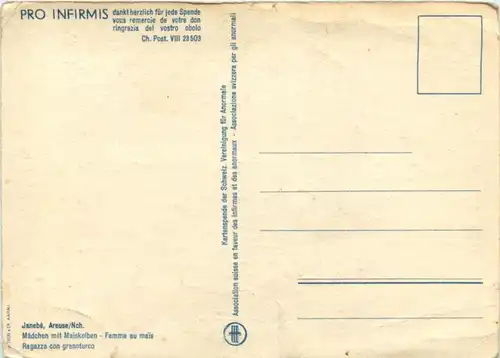 PRO INFIRMIS dankt herzlich für jede Spende
vous remercie de votre don
ringrazia del vostro obolo
Ch. Post. VIII 23 503
Kartenspende der Schweiz. Vereinigung für Anormale
Association suisse en faveur des infirmes et des anormaux - Associazione svizzera per gli anormali
Janebé, Areuse/Nch.
Mädchen mit Maiskolben - Femme au maïs
Ragazza con granoturco